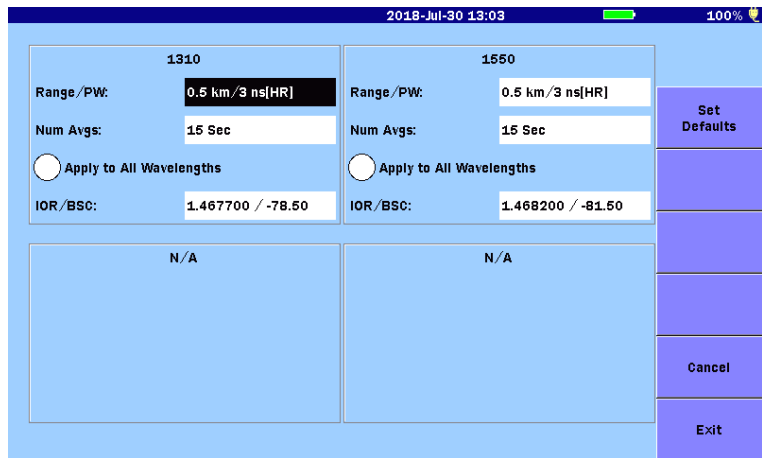 2018-Jul-30 13:03
100%
1310
Range/PW: 0.5 km/3 ns[HR]
Num Avgs: 15 Sec
Apply to All Wavelengths
IOR/BSC: 1.467700 / -78.50
1550
Range/PW: 0.5 km/3 ns[HR]
Num Avgs: 15 Sec
Apply to All Wavelengths
IOR/BSC: 1.468200 / -81.50
N/A
N/A
Set
Defaults
Cancel
Exit